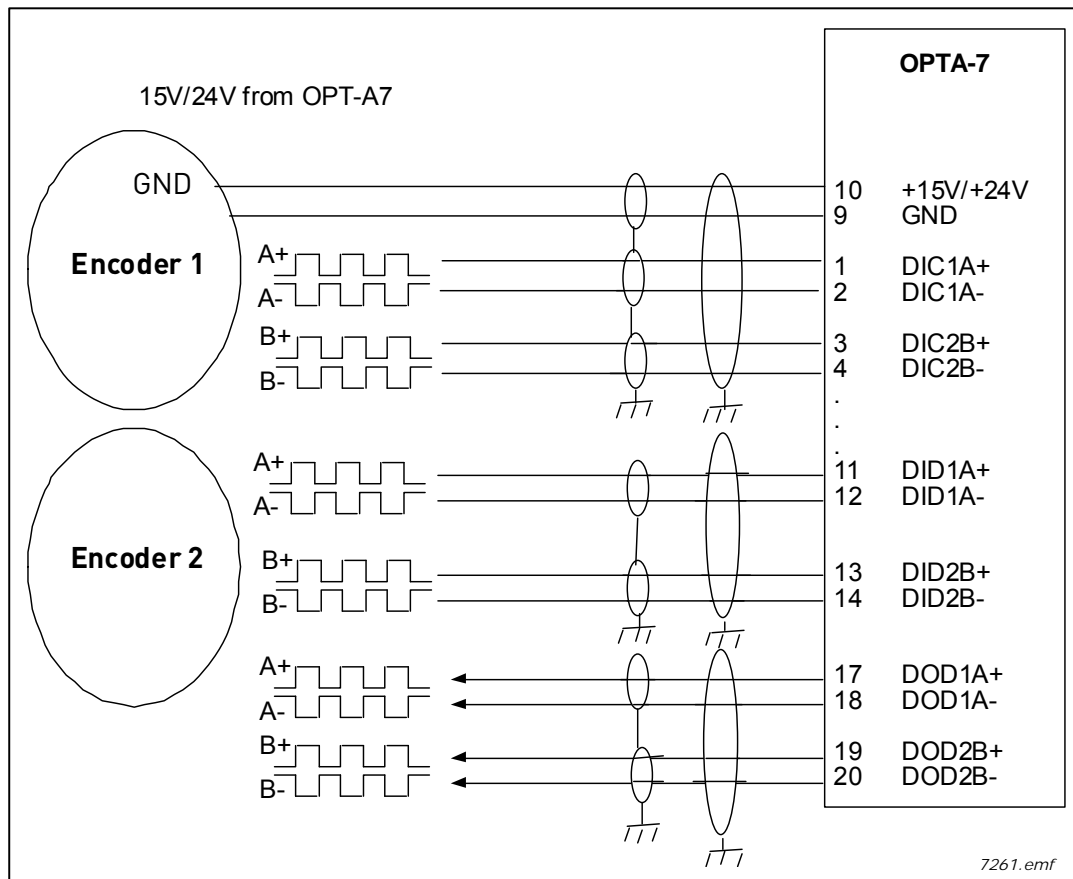 OPTA-7
15V/24V from OPT-A7
GND
10 +15V/+24V
9 GND
Encoder 1
A+
1 DIC1A+
A-
2 DIC1A-
B+
3 DIC2B+
B-
4 DIC2B-
.
.
.
A+
11 DID1A+
A-
12 DID1A-
Encoder 2
B+
13 DID2B+
B-
14 DID2B-
A+
17 DOD1A+
A-
18 DOD1A-
B+
19 DOD2B+
B-
20 DOD2B-
7261.emf